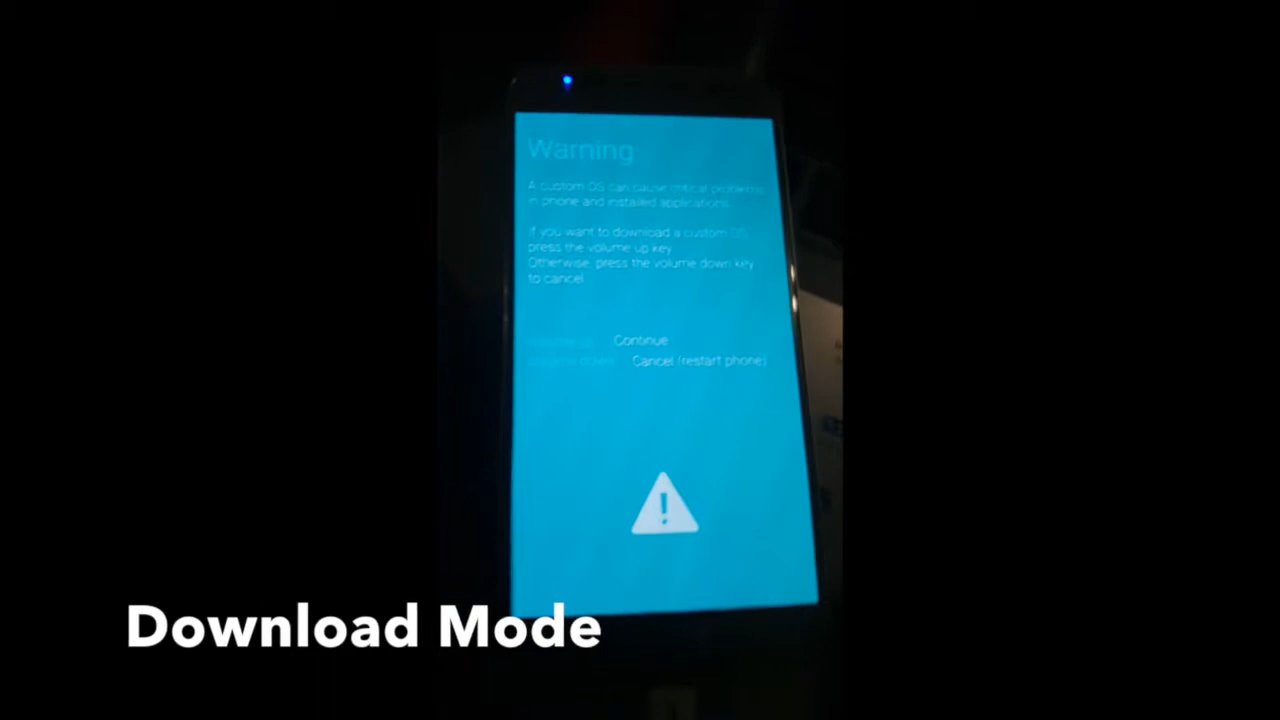 Warning
A custom OS can cause critical problems
in phone and installed applications.
If you want to download a custom OS,
press the volume up key
Otherwise, press the volume down key
to cancel
Continue
volume down Cancel (restart phone)
Download Mode